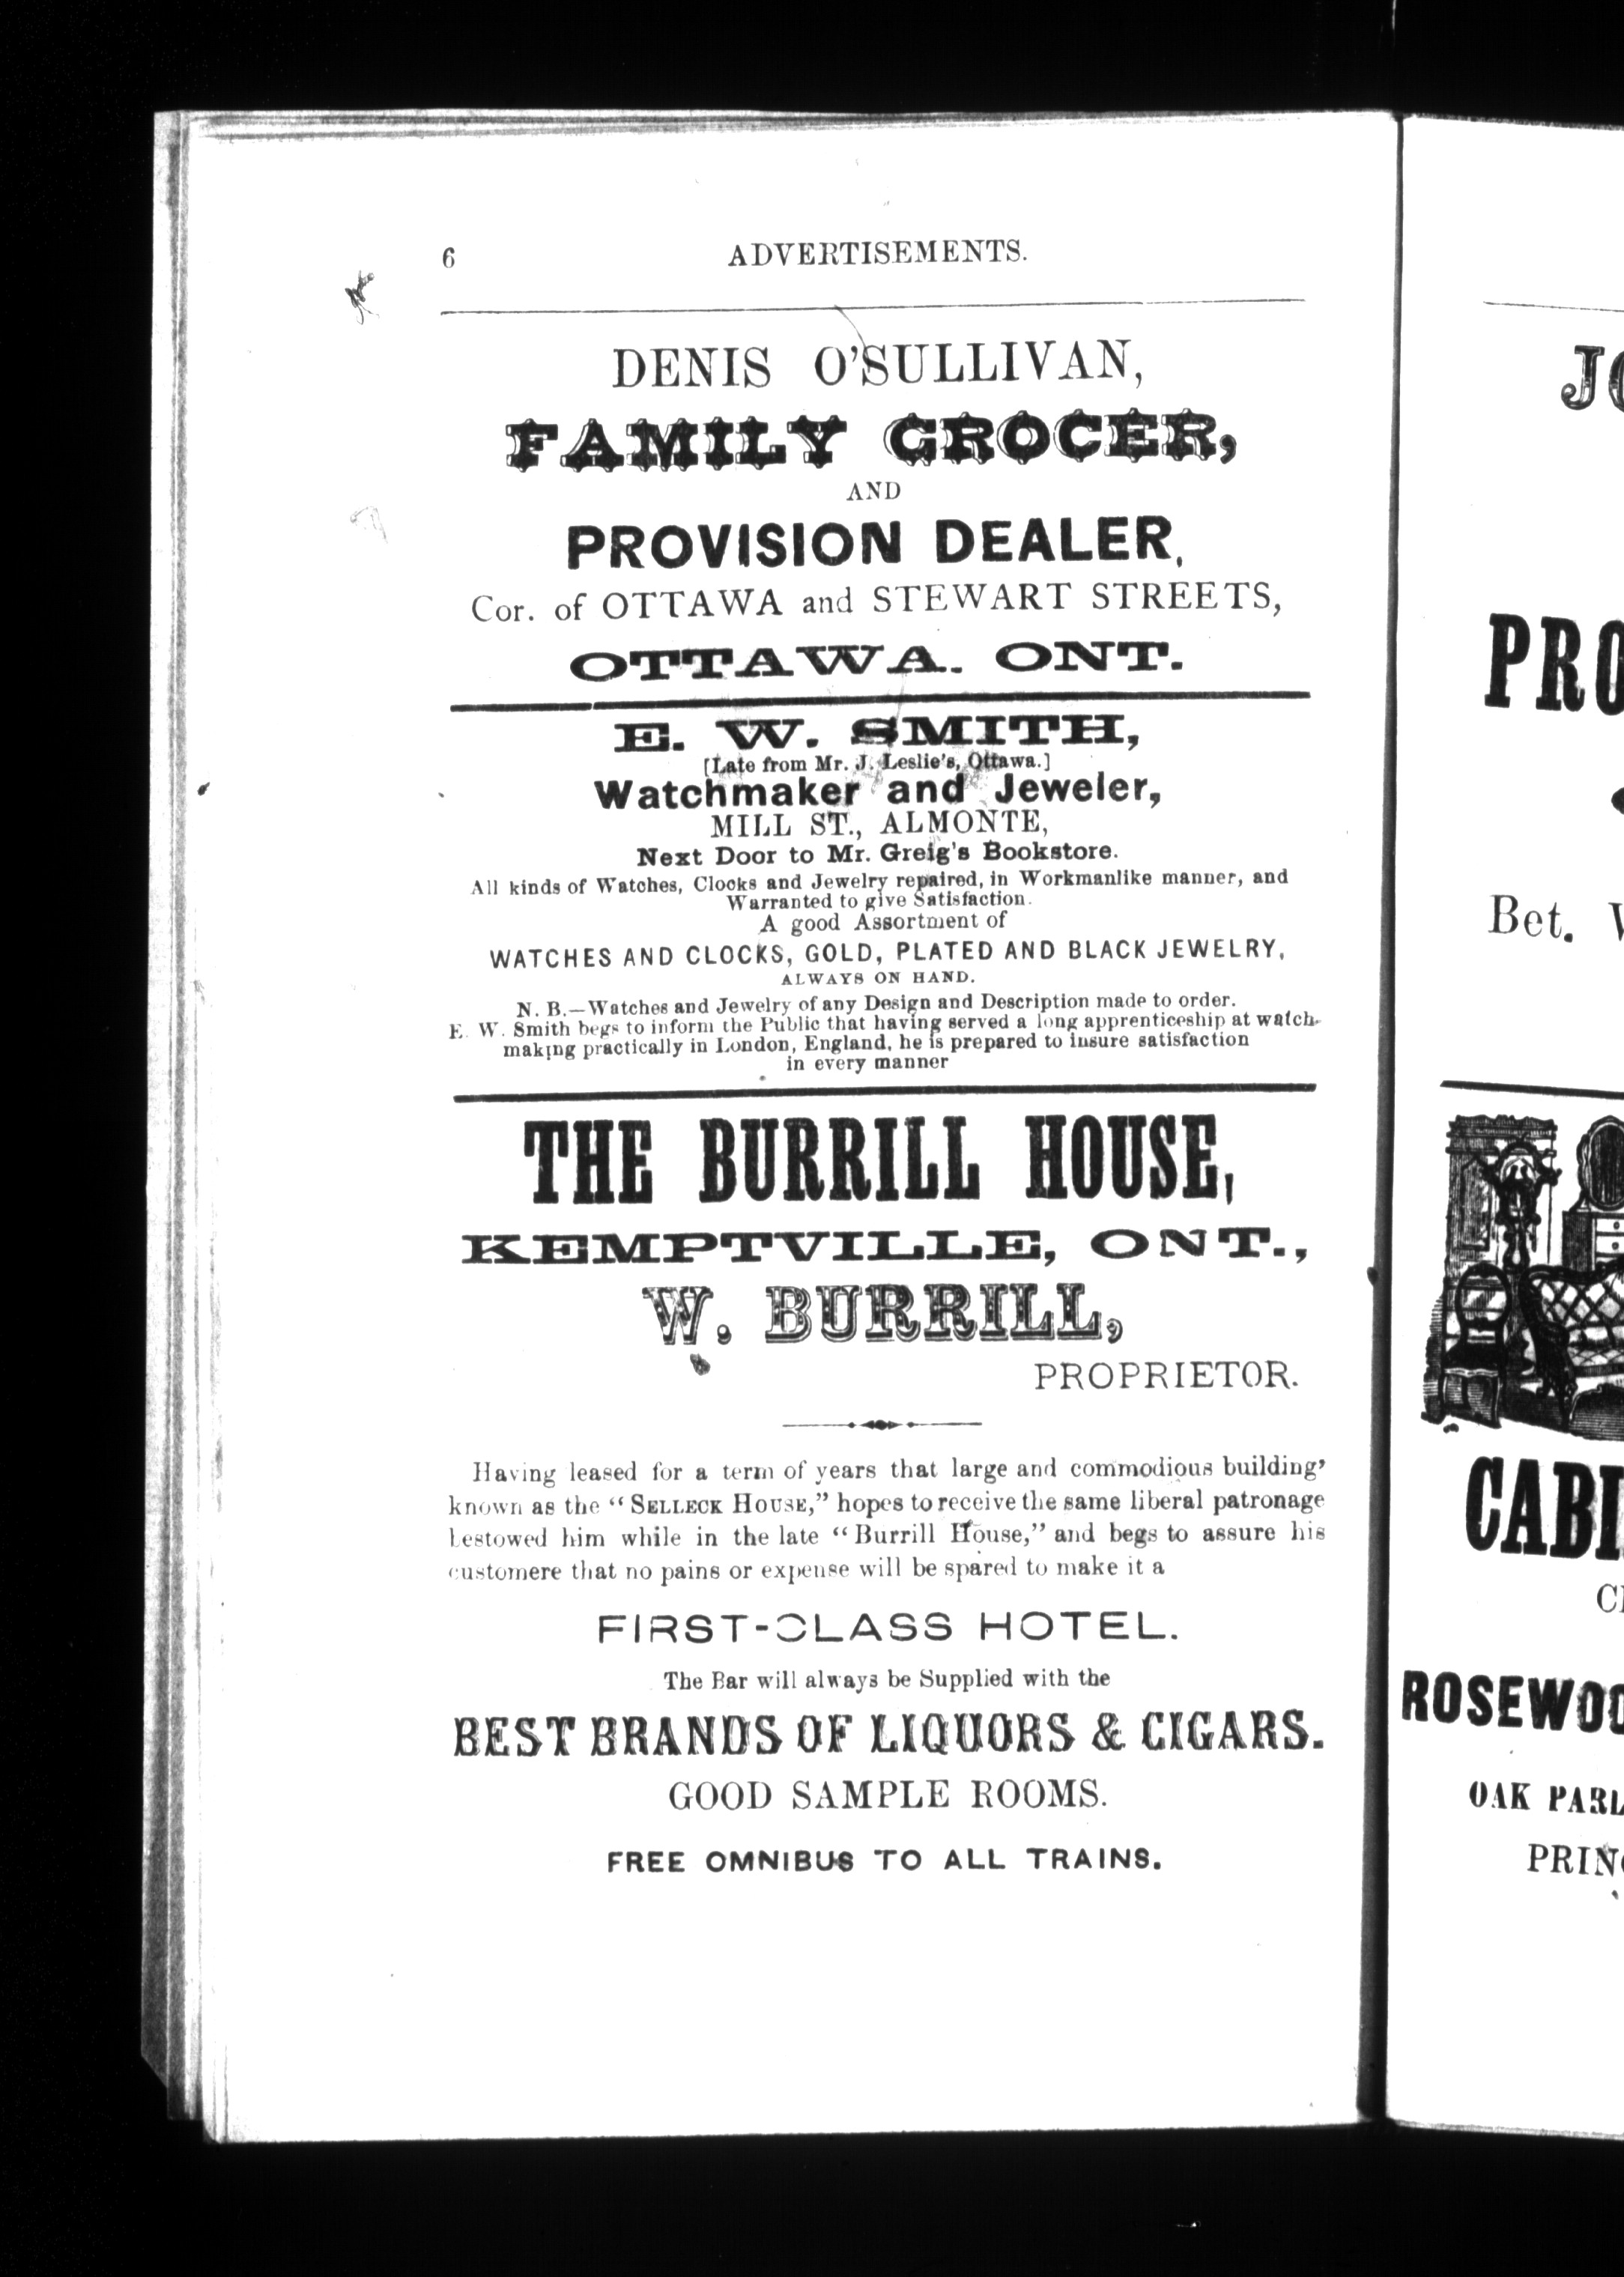 6 ADVERTISEMENTS.
DENIS O'SULLIVAN,
FAMILY GROCER,
AND
PROVISION DEALER,
Cor. of OTTAWA and STEWART STREETS,
OTTAWA. ONT.
E. W. SMITH,
[Late from Mr. J. Leslie's, Ottawa.]
Watchmaker and Jeweler,
MILL ST., ALMONTE,
Next Door to Mr. Greig's Bookstore.
All kinds of Watches, Clocks and Jewelry repaired, in Workmanlike manner, and
Warranted to give Satisfaction.
A good Assortment of
WATCHES AND CLOCKS, GOLD, PLATED AND BLACK JEWELRY,
ALWAYS ON HAND.
N. B.—Watches and Jewelry of any Design and Description made to order.
E. W. Smith begs to inform the Public that having served a long apprenticeship at watch-
making practically in London, England, he is prepared to insure satisfaction
in every manner
THE BURRILL HOUSE,
KEMPTVILLE, ONT.,
W. BURRILL,
PROPRIETOR.
Having leased for a term of years that large and commodious building,
known as the "SELLECK HOUSE," hopes to receive the same liberal patronage
bestowed him while in the late "Burrill House," and begs to assure his
customere that no pains or expense will be spared to make it a
FIRST-CLASS HOTEL.
The Bar will always be Supplied with the
BEST BRANDS OF LIQUORS & CIGARS.
GOOD SAMPLE ROOMS.
FREE OMNIBUS TO ALL TRAINS.
JO
PRO
Bet. W
CABI
ROSEWOO
OAK PARL
PRIN